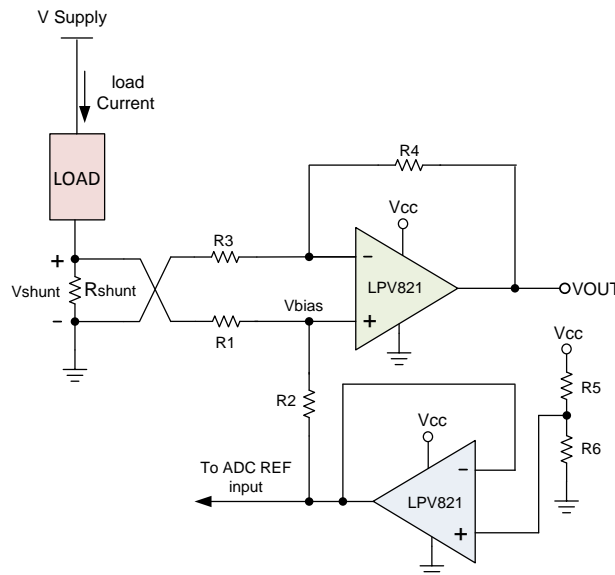 V Supply
load
Current
LOAD
+
Vshunt
Rshunt
-
R3
R1
Vbias
R4
Vcc
-
LPV821
+
VOUT
R2
Vcc
R5
R6
Vcc
-
LPV821
+
To ADC REF
input